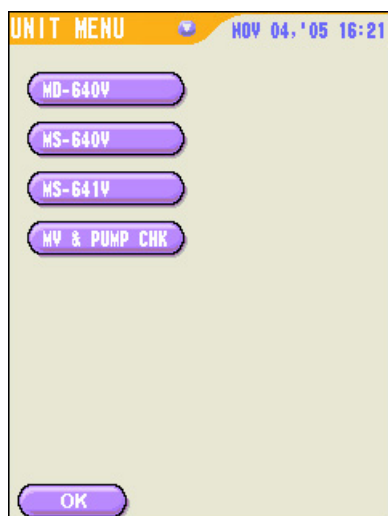 UNIT MENU NOV 04,'05 16:21
MD-640V
MS-640V
MS-641V
MV & PUMP CHK
OK